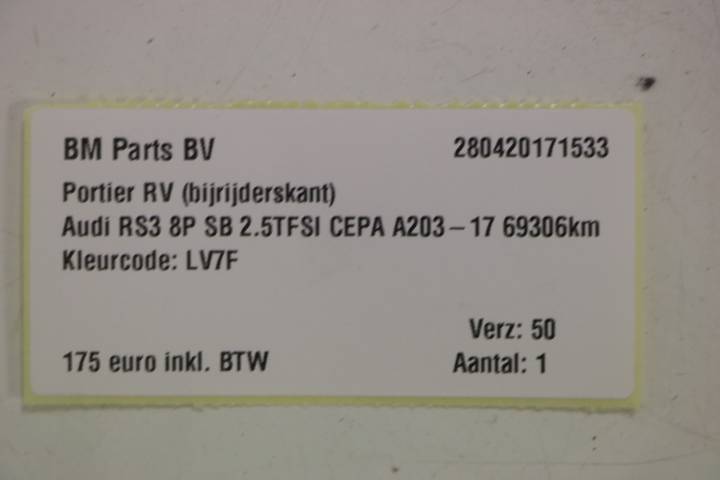 BM Parts BV 280420171533
Portier RV (bijrijderskant)
Audi RS3 8P SB 2.5TFSI CEPA A203-17 69306km
Kleurcode: LV7F
Verz: 50
175 euro inkl. BTW Aantal: 1